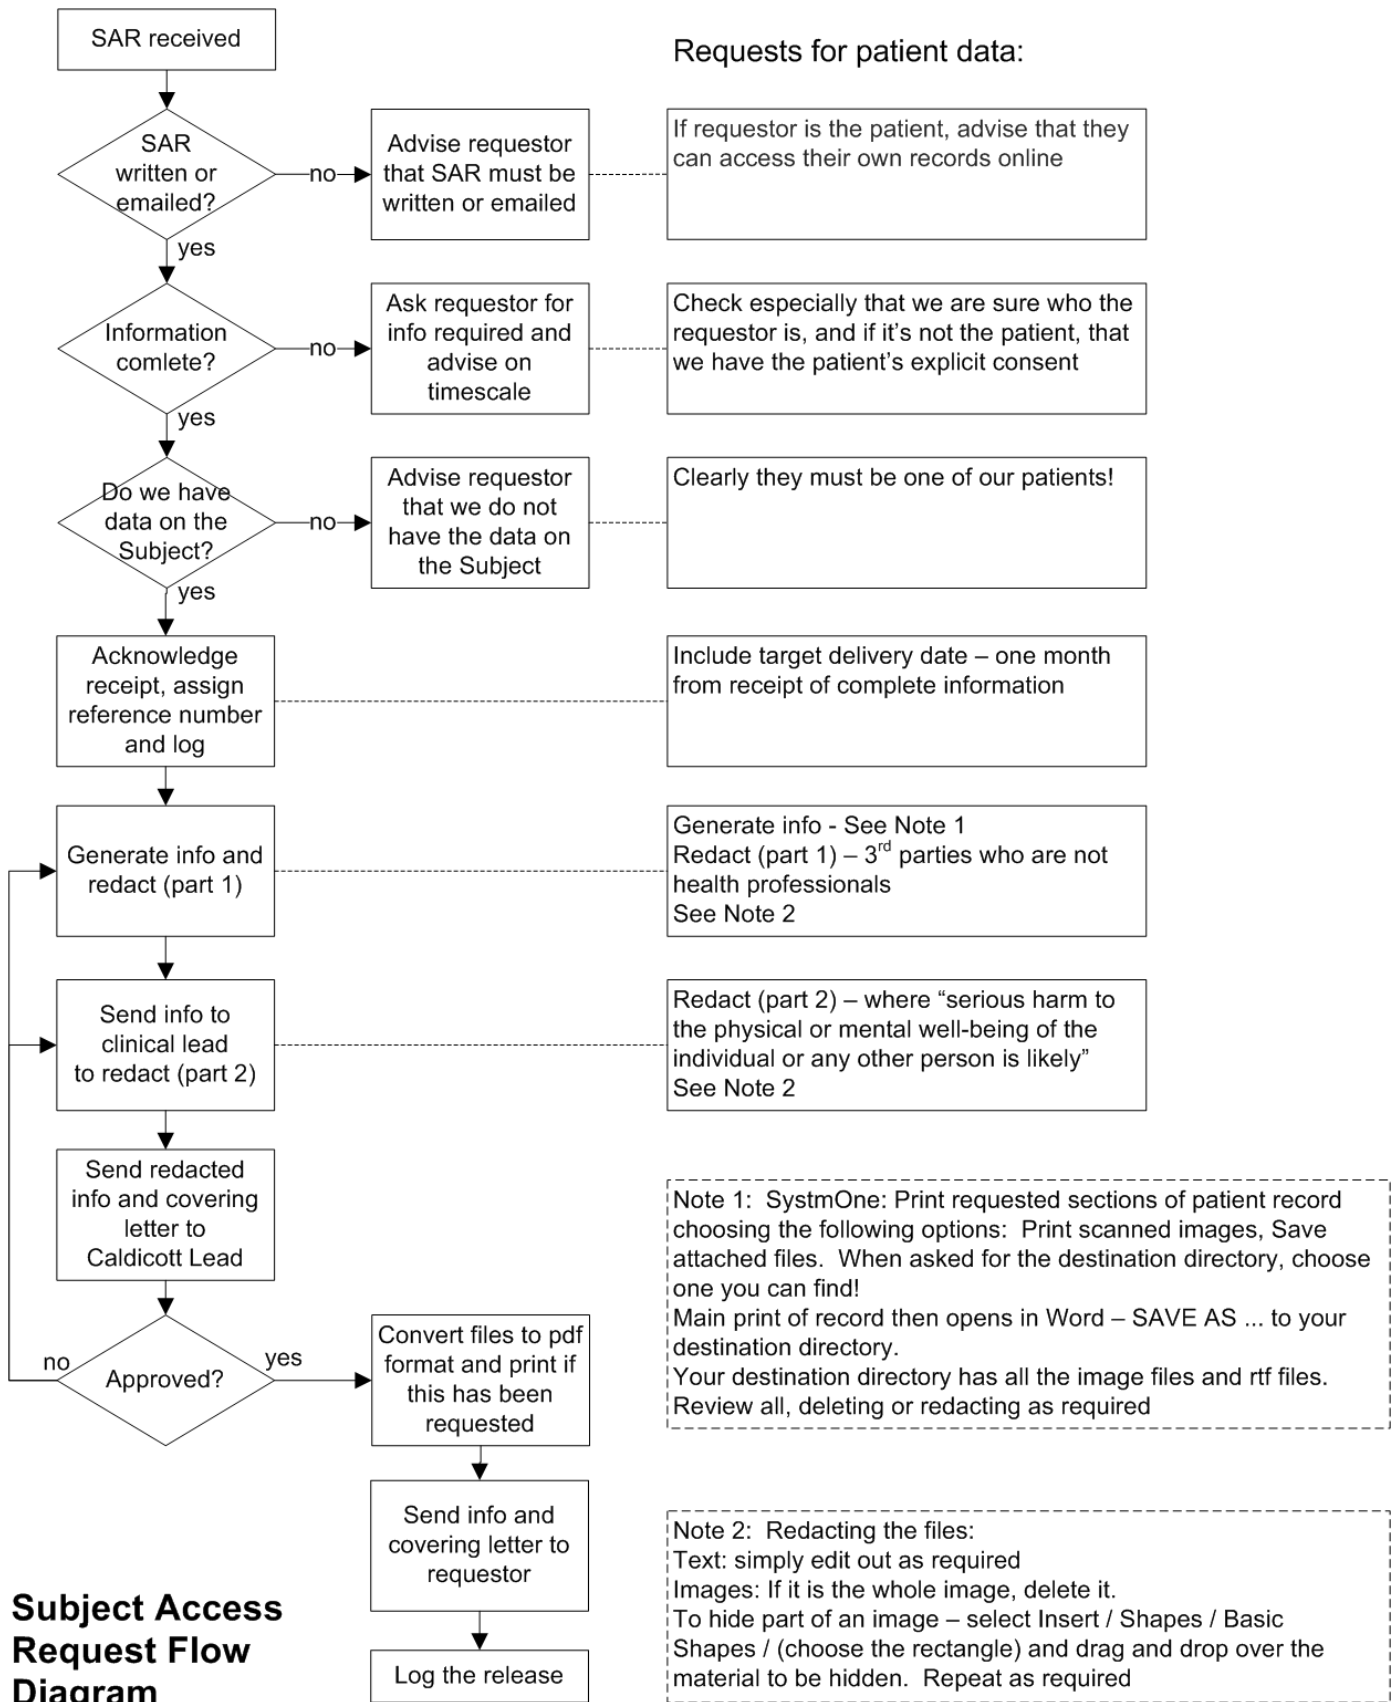 SAR received
Requests for patient data:
SAR
written or
emailed?
no
Advise requestor
that SAR must be
written or emailed
If requestor is the patient, advise that they
can access their own records online
yes
Information
comlete?
no
Ask requestor for
info required and
advise on
timescale
Check especially that we are sure who the
requestor is, and if it’s not the patient, that
we have the patient’s explicit consent
yes
Do we have
data on the
Subject?
no
Advise requestor
that we do not
have the data on
the Subject
Clearly they must be one of our patients!
yes
Acknowledge
receipt, assign
reference number
and log
Include target delivery date – one month
from receipt of complete information
Generate info and
redact (part 1)
Generate info - See Note 1
Redact (part 1) – 3rd parties who are not
health professionals
See Note 2
Send info to
clinical lead
to redact (part 2)
Redact (part 2) – where “serious harm to
the physical or mental well-being of the
individual or any other person is likely”
See Note 2
Send redacted
info and covering
letter to
Caldicott Lead
Note 1:  SystmOne: Print requested sections of patient record
choosing the following options:  Print scanned images, Save
attached files.  When asked for the destination directory, choose
one you can find!
Main print of record then opens in Word – SAVE AS ... to your
destination directory.
Your destination directory has all the image files and rtf files.
Review all, deleting or redacting as required
no
Approved?
yes
Convert files to pdf
format and print if
this has been
requested
Send info and
covering letter to
requestor
Note 2:  Redacting the files:
Text: simply edit out as required
Images: If it is the whole image, delete it.
To hide part of an image – select Insert / Shapes / Basic
Shapes / (choose the rectangle) and drag and drop over the
material to be hidden.  Repeat as required
Log the release
Subject Access
Request Flow
Diagram